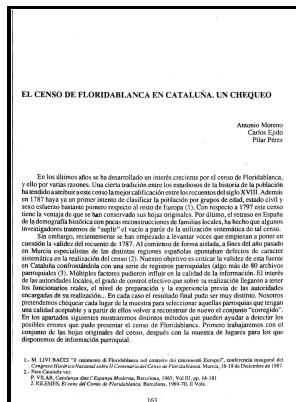 EL CENSO DE FLORIDABLANCA EN CATALUÑA. UN CHEQUEO
Antonio Moreno
Carlos Ejido
Pilar Pérez
En los últimos años se ha desarrollado un interés creciente por el censo de Floridablanca,
y ello por varias razones. Una cierta tradición entre los estudiosos de la historia de la población
ha tendido a atribuir a este censo la mejor calificación entre los recuentos del siglo XVIII. Además
en 1787 haya ya un primer intento de clasificar la población por grupos de edad, estado civil y
sexo esfuerzo bastante pionero respecto al resto de Europa (1). Con respecto a 1797 este censo
tiene la ventaja de que se han conservado sus hojas originales. Por último, el retraso en España
de la demografía histórica con pocas reconstrucciones de familias locales, ha hecho que algunos
investigadores tratemos de "suplir" el vacío a partir de la utilización sistemática de tal censo.
Sin embargo, recientemente se han empezado a levantar voces que empiezan a poner en
cuestión la validez del recuento de 1787. Al comienzo de forma aislada, a fines del año pasado
en Murcia especialistas de las distintas regiones españolas apuntaban defectos de caracter
sistemático en la realización del censo (2). Nuestro objetivo es criticar la validez de esta fuente
en Cataluña confrontándola con una serie de registros parroquiales (algo más de 80 archivos
parroquiales (3). Múltiples factores pudieron influir en la calidad de la información. El interés
de las autoridades locales, el grado de control efectivo que sobre su realización llegaron a tener
los funcionarios reales, el nivel de preparación y la experiencia previa de las autoridades
encargadas de su realización... En cada caso el resultado final pudo ser muy distinto. Nosotros
pretendemos chequear cada lugar de la muestra para seleccionar aquellas parroquias que tengan
una calidad aceptable y a partir de ellos volver a reconstruir de nuevo el conjunto "corregido".
En los apartados siguientes mostraremos distintos métodos que pueden ayudar a detectar los
posibles errores que pudo presentar el censo de Floridablanca. Primero trabajaremos con el
conjunto de las hojas originales del censo, después con la muestra de lugares para los que
disponemos de información parroquial.
1.- M. LIVI BACCI "Il censimento di Floridablanca nel contesto dei censimenti Europei", conferencia inaugural del
Congreso Histórico Nacional sobre II Centenario del Censo de Floridablanca, Murcia, 16-19 de Diciembre de 1987.
2.- Para Cataluña ver:
P. VILAR, Catalunya dins l'Espanya Moderna, Barcelona, 1965, Vol III, pp. 14-181
J. IGLESIES, El cens del Comte de Floridablanca, Barcelona, 1969-70, II Vols.
163